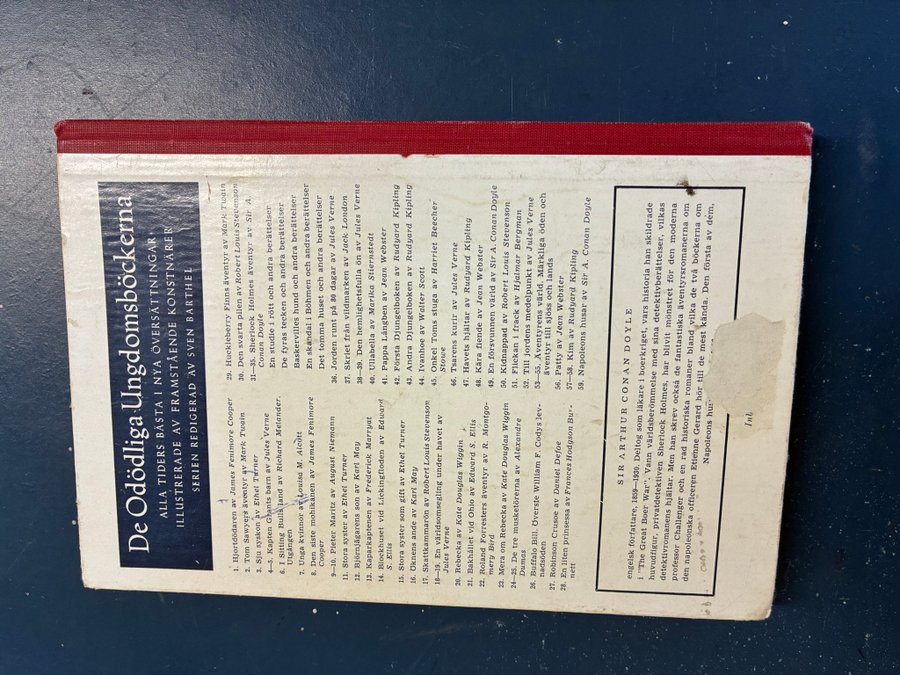 De Odödliga Ungdomsböckerna
ALLA TIDERS BÄSTA I NYA ÖVERSÄTTNINGAR
ILLUSTRERADE AV FRAMSTÅENDE KONSTNÄRER
SERIEN REDIGERAD AV SVEN BARTHEL
1. Hjortdödaren av James Fenimore Cooper
2. Tom Sawyers äventyr av Mark Twain
3. Sju syskon av Ethel Turner
4—5. Kapten Grants barn av Jules Verne
6. I Sitting Bulls land av Richard Melander.
Utgången
7. Unga kvinnor av Louisa M. Alcott
8. Den siste mohikanen av James Fenimore
Cooper
9—10. Pieter Maritz av August Niemann
11. Stora syster av Ethel Turner
12. Björnjägarens son av Karl May
13. Kaparkaptenen av Frederick Marryat
14. Blockhuset vid Lickingfloden av Edward
S. Ellis
15. Stora syster som gift av Ethel Turner
16. Öknens ande av Karl May
17. Skattkammarön av Robert Louis Stevenson
18—19. En världsomsegling under havet av
Jules Verne
20. Rebecka av Kate Douglas Wiggin
21. Bakhållet vid Ohio av Edward S. Ellis
22. Roland Forresters äventyr av R. Montgo-
mery Bird
23. Mera om Rebecka av Kate Douglas Wiggin
24—25. De tre musketörerna av Alexandre
Dumas
26. Buffalo Bill. Överste William F. Codys lev-
nadsöden
27. Robinson Crusoe av Daniel Defoe
28. En liten prinsessa av Frances Hodgson Bur-
nett
29. Huckleberry Finns äventyr av Mark Twain
30. Den svarta pilen av Robert Louis Stevenson
31—35. Sherlock Holmes äventyr av Sir A.
Conan Doyle
En studie i rött och andra berättelser
De fyras tecken och andra berättelser
Baskervilles hund och andra berättelser
En skandal i Böhmen och andra berättelser
Det tomma huset och andra berättelser
36. Jorden runt på 80 dagar av Jules Verne
37. Skriet från vildmarken av Jack London
38—39. Den hemlighetsfulla ön av Jules Verne
40. Ullabella av Marika Stiernstedt
41. Pappa Långben av Jean Webster
42. Första Djungelboken av Rudyard Kipling
43. Andra Djungelboken av Rudyard Kipling
44. Ivanhoe av Walter Scott
45. Onkel Toms stuga av Harriet Beecher
Stowe
46. Tsarens kurir av Jules Verne
47. Havets hjältar av Rudyard Kipling
48. Kära fiende av Jean Webster
49. En försvunnen värld av Sir A. Conan Doyle
50. Kidnappad av Robert Louis Stevenson
51. Flickan i frack av Hjalmar Bergman
52. Till jordens medelpunkt av Jules Verne
53—55. Äventyrens värld. Märkliga öden och
äventyr till sjöss och lands
56. Patty av Jean Webster
57—58. Kim av Rudyard Kipling
59. Napoleons husar av Sir A. Conan Doyle
SIR ARTHUR CONAN DOYLE
engelsk författare, 1859—1930. Deltog som läkare i boerkriget, vars historia han skildrade
i "The Great Boer War". Vann världsberömmelse med sina detektivberättelser, vilkas
huvudfigur, privatdetektiven Sherlock Holmes, har blivit mönstret för den moderna
detektivromanens hjältar. Men han skrev också de fantastiska äventyrsromanerna om
professor Challenger och en rad historiska romaner bland vilka de två böckerna om
den napoleonske officeren Etienne Gerard hör till de mest kända. Den första av dem,
Napoleons hus
Inb